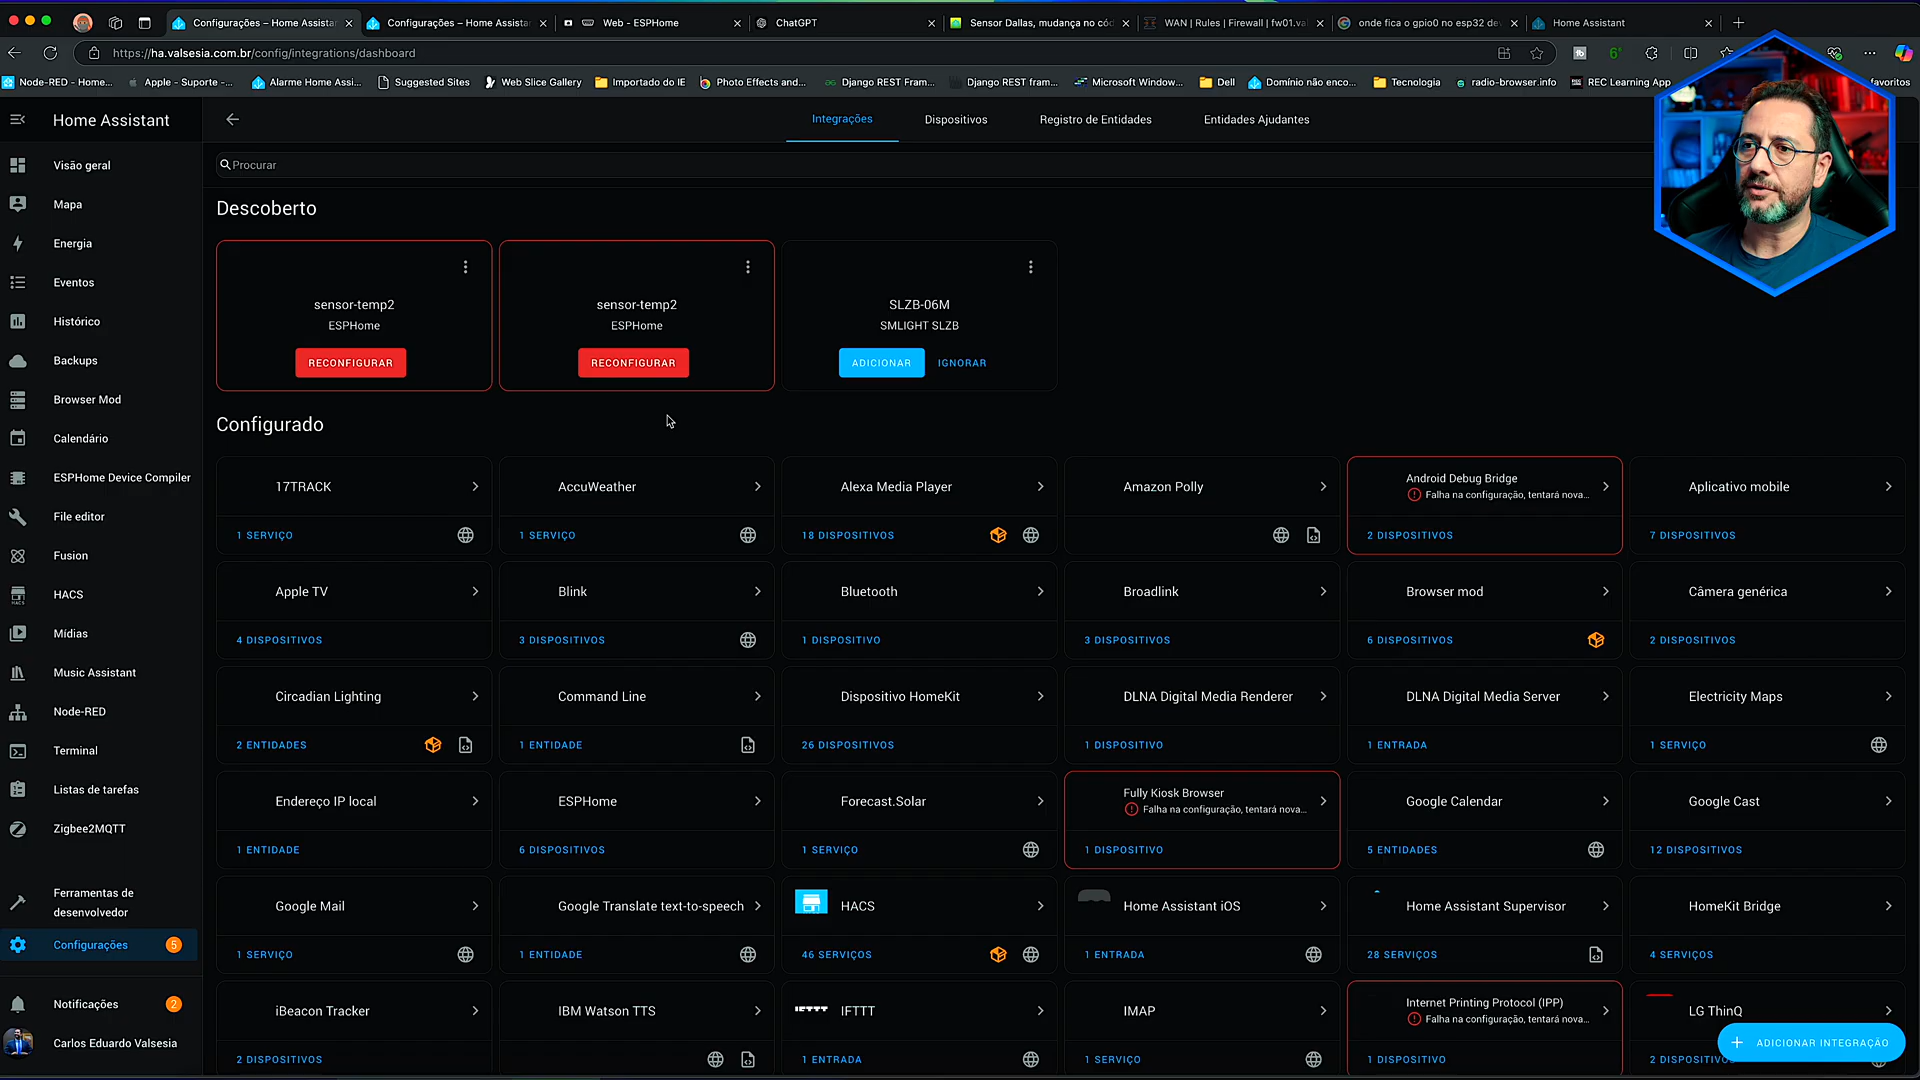 Configurações – Home Assistan
Configurações – Home Assistan
Web - ESPHome
ChatGPT
Sensor Dallas, mudança no cód
WAN | Rules | Firewall | fw01.va
onde fica o gpio0 no esp32 de
Home Assistant
https://ha.valsesia.com.br/config/integrations/dashboard
Node-RED - Home...
Apple - Suporte -...
Alarme Home Assi...
Suggested Sites
Web Slice Gallery
Importado do IE
Photo Effects and...
Django REST Fram...
Django REST fram...
Microsoft Window...
Dell
Domínio não enco...
Tecnologia
radio-browser.info
REC Learning App
favoritos
Home Assistant
Integrações
Dispositivos
Registro de Entidades
Entidades Ajudantes
Procurar
Visão geral
Mapa
Energia
Eventos
Histórico
Backups
Browser Mod
Calendário
ESPHome Device Compiler
File editor
Fusion
HACS
Mídias
Music Assistant
Node-RED
Terminal
Listas de tarefas
Zigbee2MQTT
Ferramentas de
desenvolvedor
Configurações 5
Notificações 2
Carlos Eduardo Valsesia
Descoberto
sensor-temp2
ESPHome
RECONFIGURAR
sensor-temp2
ESPHome
RECONFIGURAR
SLZB-06M
SMLIGHT SLZB
ADICIONAR
IGNORAR
Configurado
17TRACK
1 SERVIÇO
AccuWeather
1 SERVIÇO
Alexa Media Player
18 DISPOSITIVOS
Amazon Polly
Android Debug Bridge
Falha na configuração, tentará nova...
2 DISPOSITIVOS
Aplicativo mobile
7 DISPOSITIVOS
Apple TV
4 DISPOSITIVOS
Blink
3 DISPOSITIVOS
Bluetooth
1 DISPOSITIVO
Broadlink
3 DISPOSITIVOS
Browser mod
6 DISPOSITIVOS
Câmera genérica
2 DISPOSITIVOS
Circadian Lighting
2 ENTIDADES
Command Line
1 ENTIDADE
Dispositivo HomeKit
26 DISPOSITIVOS
DLNA Digital Media Renderer
1 DISPOSITIVO
DLNA Digital Media Server
1 ENTRADA
Electricity Maps
1 SERVIÇO
Endereço IP local
1 ENTIDADE
ESPHome
6 DISPOSITIVOS
Forecast.Solar
1 SERVIÇO
Fully Kiosk Browser
Falha na configuração, tentará nova...
1 DISPOSITIVO
Google Calendar
5 ENTIDADES
Google Cast
12 DISPOSITIVOS
Google Mail
1 SERVIÇO
Google Translate text-to-speech
1 ENTIDADE
HACS
46 SERVIÇOS
Home Assistant iOS
1 ENTRADA
Home Assistant Supervisor
28 SERVIÇOS
HomeKit Bridge
4 SERVIÇOS
iBeacon Tracker
2 DISPOSITIVOS
IBM Watson TTS
IFTTT
1 ENTRADA
IMAP
1 SERVIÇO
Internet Printing Protocol (IPP)
Falha na configuração, tentará nova...
1 DISPOSITIVO
LG ThinQ
2 DISPOSITIVOS
ADICIONAR INTEGRAÇÃO